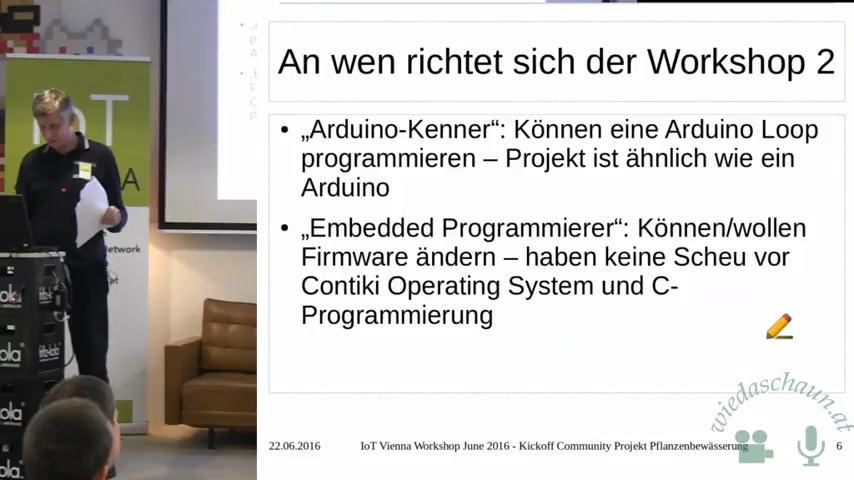 An wen richtet sich der Workshop 2
• „Arduino-Kenner“: Können eine Arduino Loop
programmieren – Projekt ist ähnlich wie ein
Arduino
• „Embedded Programmierer“: Können/wollen
Firmware ändern – haben keine Scheu vor
Contiki Operating System und C-
Programmierung
22.06.2016 IoT Vienna Workshop June 2016 - Kickoff Community Projekt Pflanzenbewässerung 6
wiedaschaun.at
IoT
A
etwork